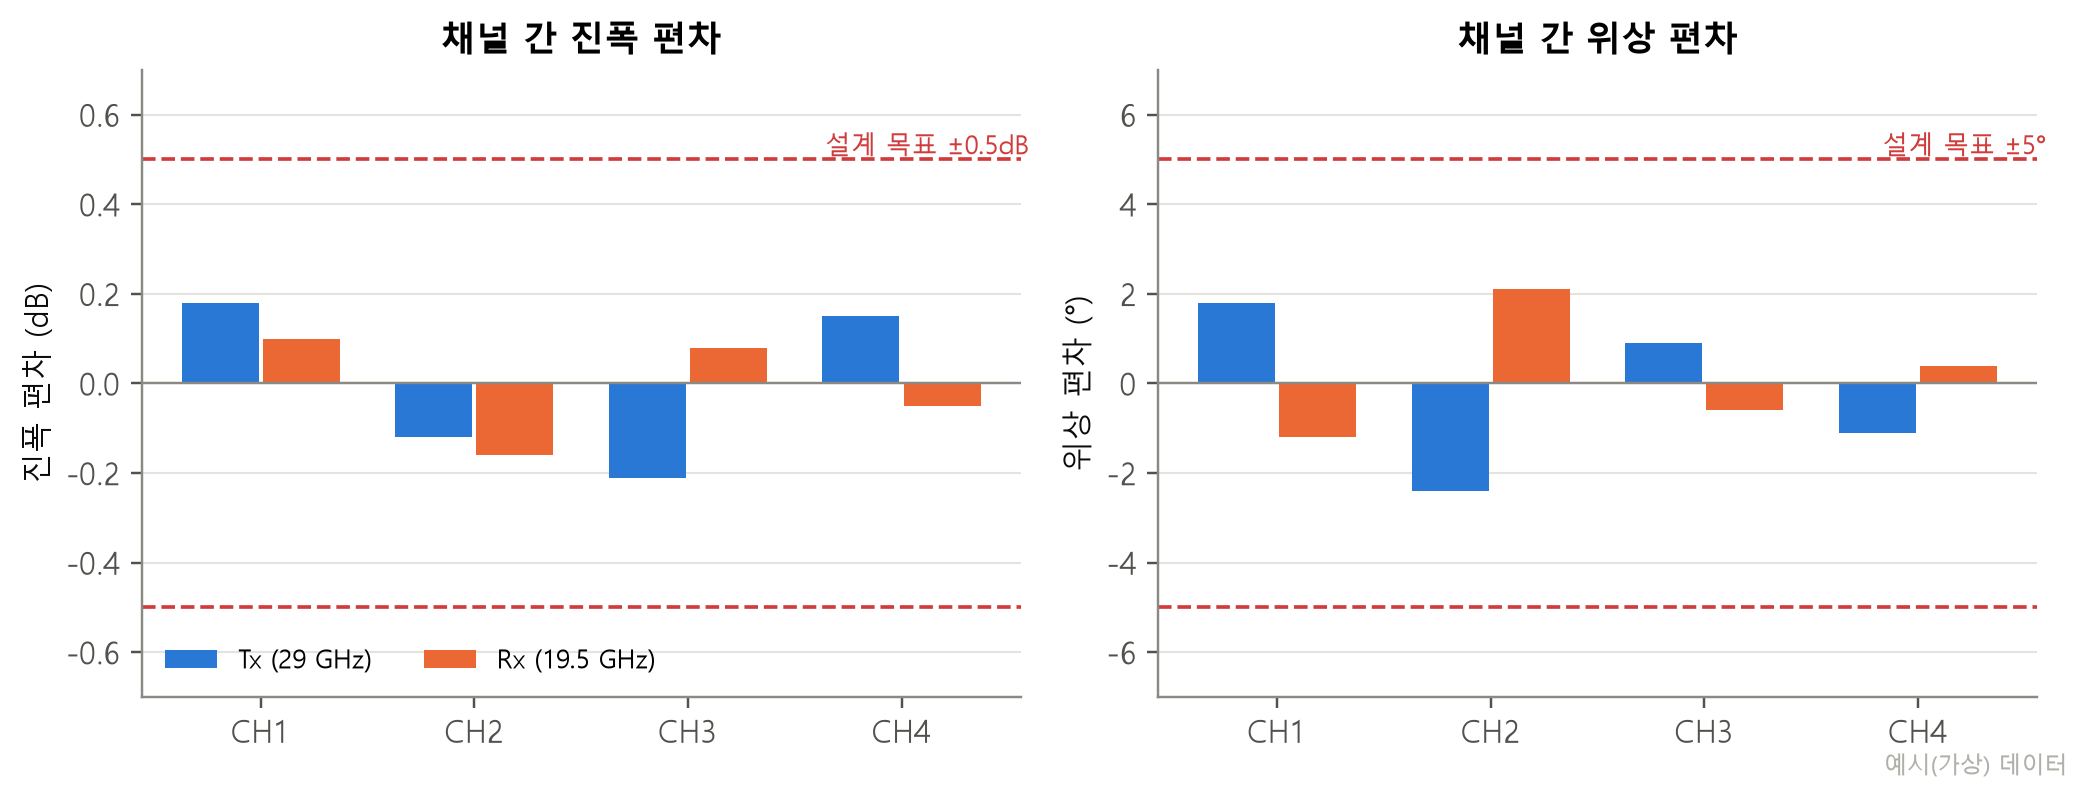 채널 간 진폭 편차
진폭 편차 (dB)
0.6
0.4
0.2
0.0
-0.2
-0.4
-0.6
설계 목표 ±0.5dB
Tx (29 GHz)
Rx (19.5 GHz)
CH1
CH2
CH3
CH4
채널 간 위상 편차
위상 편차 (°)
6
4
2
0
-2
-4
-6
설계 목표 ±5°
CH1
CH2
CH3
CH4
예시(가상) 데이터